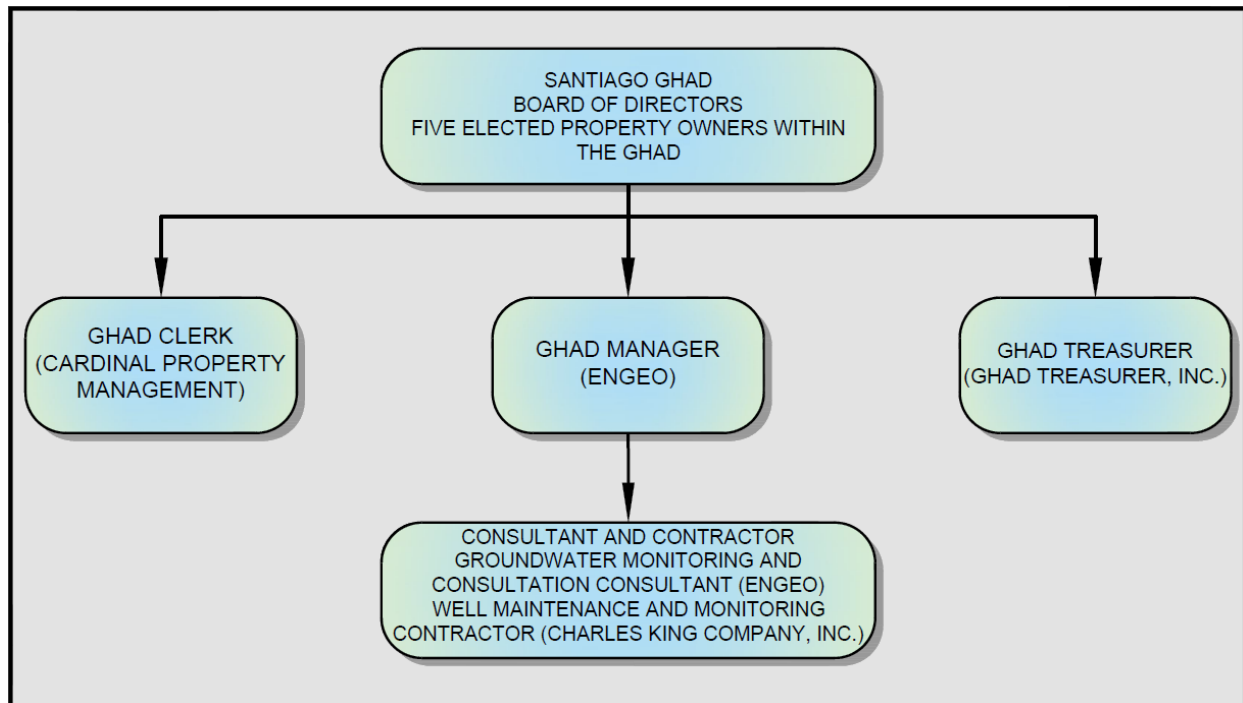 SANTIAGO GHAD
BOARD OF DIRECTORS
FIVE ELECTED PROPERTY OWNERS WITHIN
THE GHAD
GHAD CLERK
(CARDINAL PROPERTY
MANAGEMENT)
GHAD MANAGER
(ENGEO)
GHAD TREASURER
(GHAD TREASURER, INC.)
CONSULTANT AND CONTRACTOR
GROUNDWATER MONITORING AND
CONSULTATION CONSULTANT (ENGEO)
WELL MAINTENANCE AND MONITORING
CONTRACTOR (CHARLES KING COMPANY, INC.)